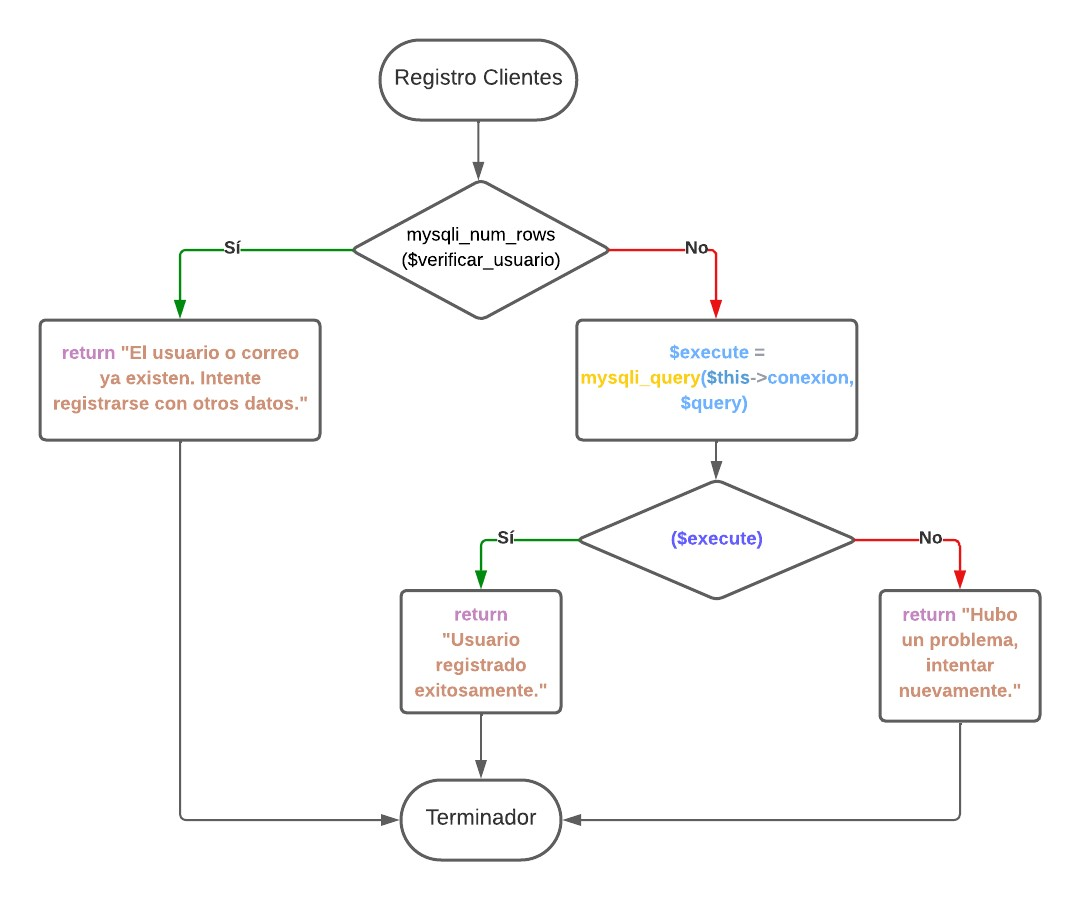 Registro Clientes
mysqli_num_rows
($verificar_usuario)
Sí
No
return "El usuario o correo
ya existen. Intente
registrarse con otros datos."
$execute =
mysqli_query($this->conexion,
$query)
($execute)
Sí
No
return
"Usuario
registrado
exitosamente."
return "Hubo
un problema,
intentar
nuevamente."
Terminador